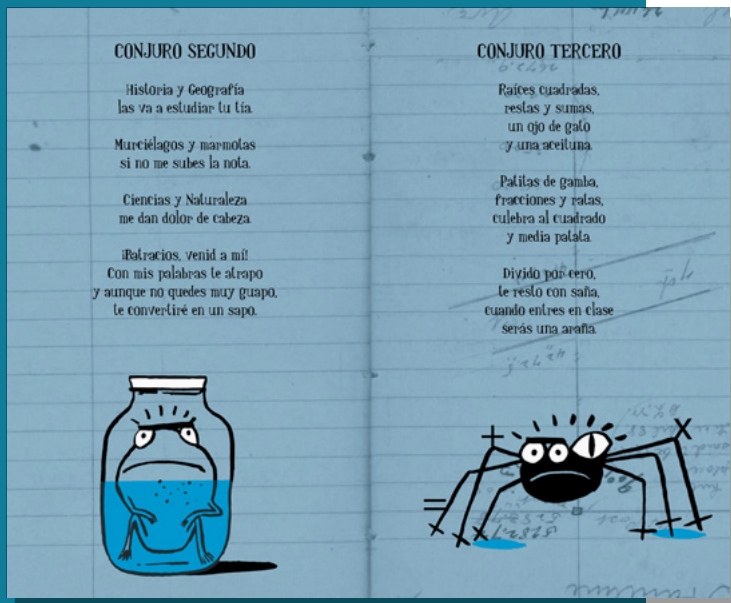 CONJURO SEGUNDO
Historia y Geografía
las va a estudiar tu tía.
Murciélagos y marmotas
si no me subes la nota.
Ciencias y Naturaleza
me dan dolor de cabeza.
¡Batracios, venid a mí!
Con mis palabras te atrapo
y aunque no quedes muy guapo,
te convertiré en un sapo.
CONJURO TERCERO
Raíces cuadradas,
restas y sumas,
un ojo de gato
y una aceituna.
Patitas de gamba,
fracciones y ratas,
culebra al cuadrado
y media patata.
Divido por cero,
te resto con saña,
cuando entres en clase
serás una araña.